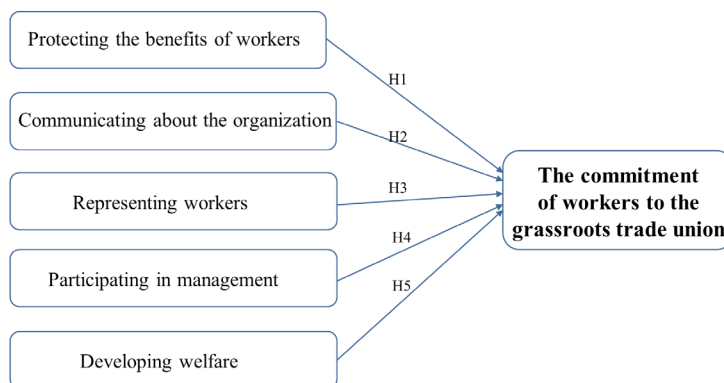 Protecting the benefits of workers
H1
Communicating about the organization
H2
The commitment
of workers to the
grassroots trade union
Representing workers
H3
H4
Participating in management
H5
Developing welfare